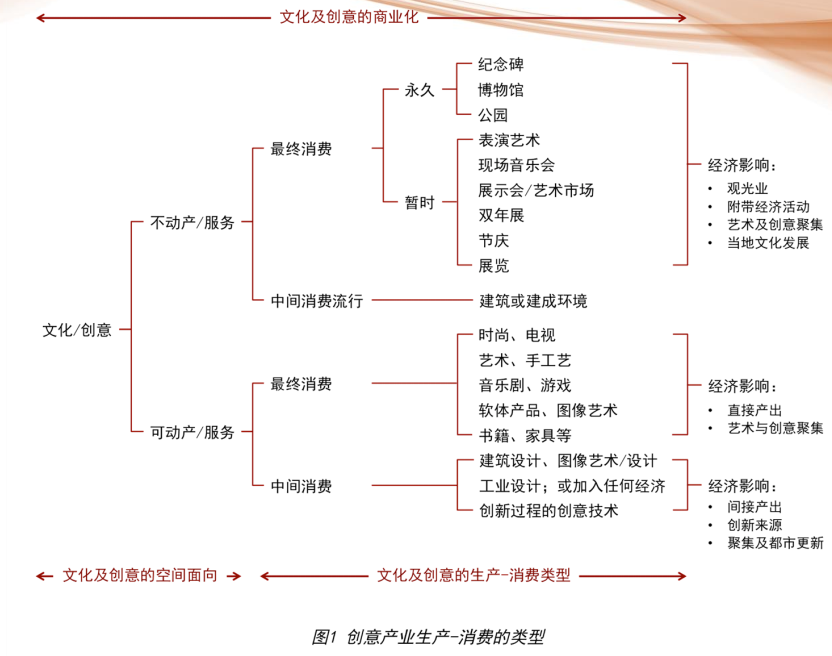 文化及创意的商业化
纪念碑
永久
博物馆
公园
最终消费
表演艺术
现场音乐会
经济影响：
展示会/艺术市场
• 观光业
暂时
• 附带经济活动
双年展
• 艺术及创意聚集
不动产/服务
节庆
• 当地文化发展
展览
中间消费流行
建筑或建成环境
文化/创意
时尚、电视
艺术、手工艺
最终消费
音乐剧、游戏
经济影响：
软体产品、图像艺术
• 直接产出
可动产/服务
书籍、家具等
• 艺术与创意聚集
建筑设计、图像艺术/设计
中间消费
工业设计；或加入任何经济
经济影响：
创新过程的创意技术
• 间接产出
• 创新来源
• 聚集及都市更新
文化及创意的空间面向
文化及创意的生产-消费类型
图1 创意产业生产-消费的类型